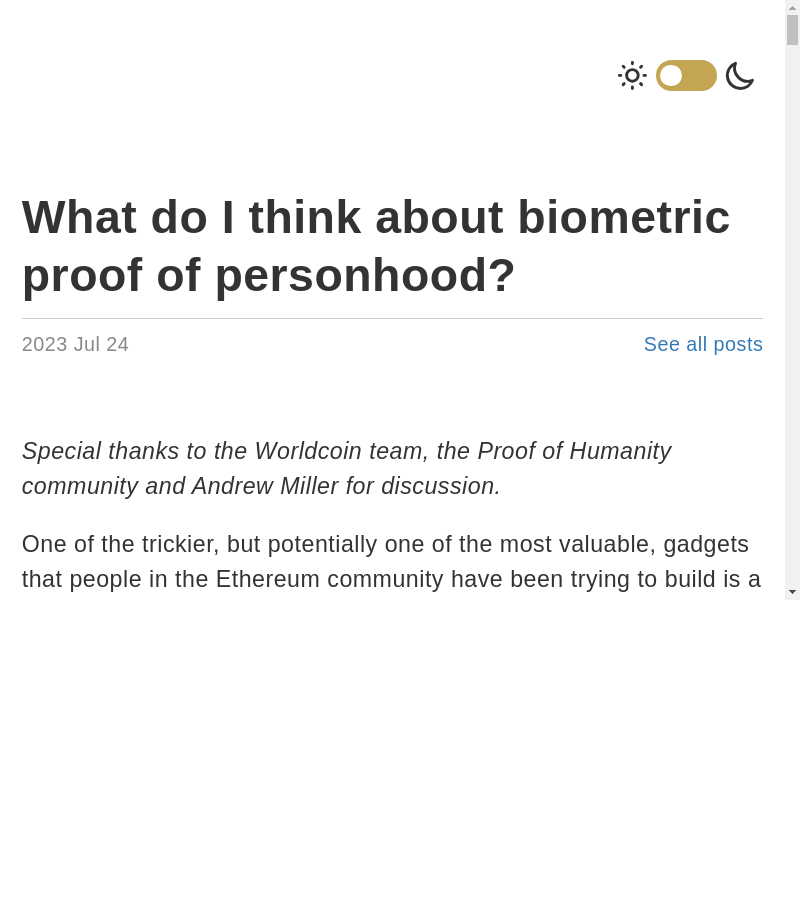 What do I think about biometric
proof of personhood?
2023 Jul 24
See all posts
Special thanks to the Worldcoin team, the Proof of Humanity
community and Andrew Miller for discussion.
One of the trickier, but potentially one of the most valuable, gadgets
that people in the Ethereum community have been trying to build is a